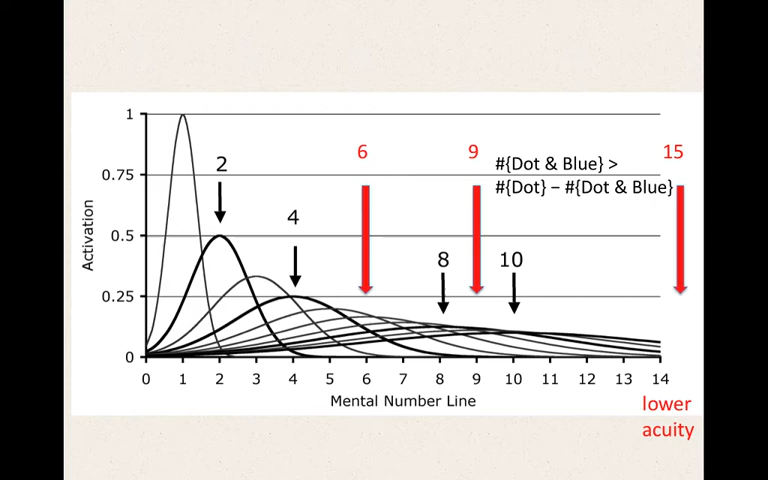 1
0.75
0.5
0.25
0
Activation
2
4
6
9
15
#{Dot & Blue} >
#{Dot} – #{Dot & Blue}
8
10
0 1 2 3 4 5 6 7 8 9 10 11 12 13 14
Mental Number Line
lower
acuity